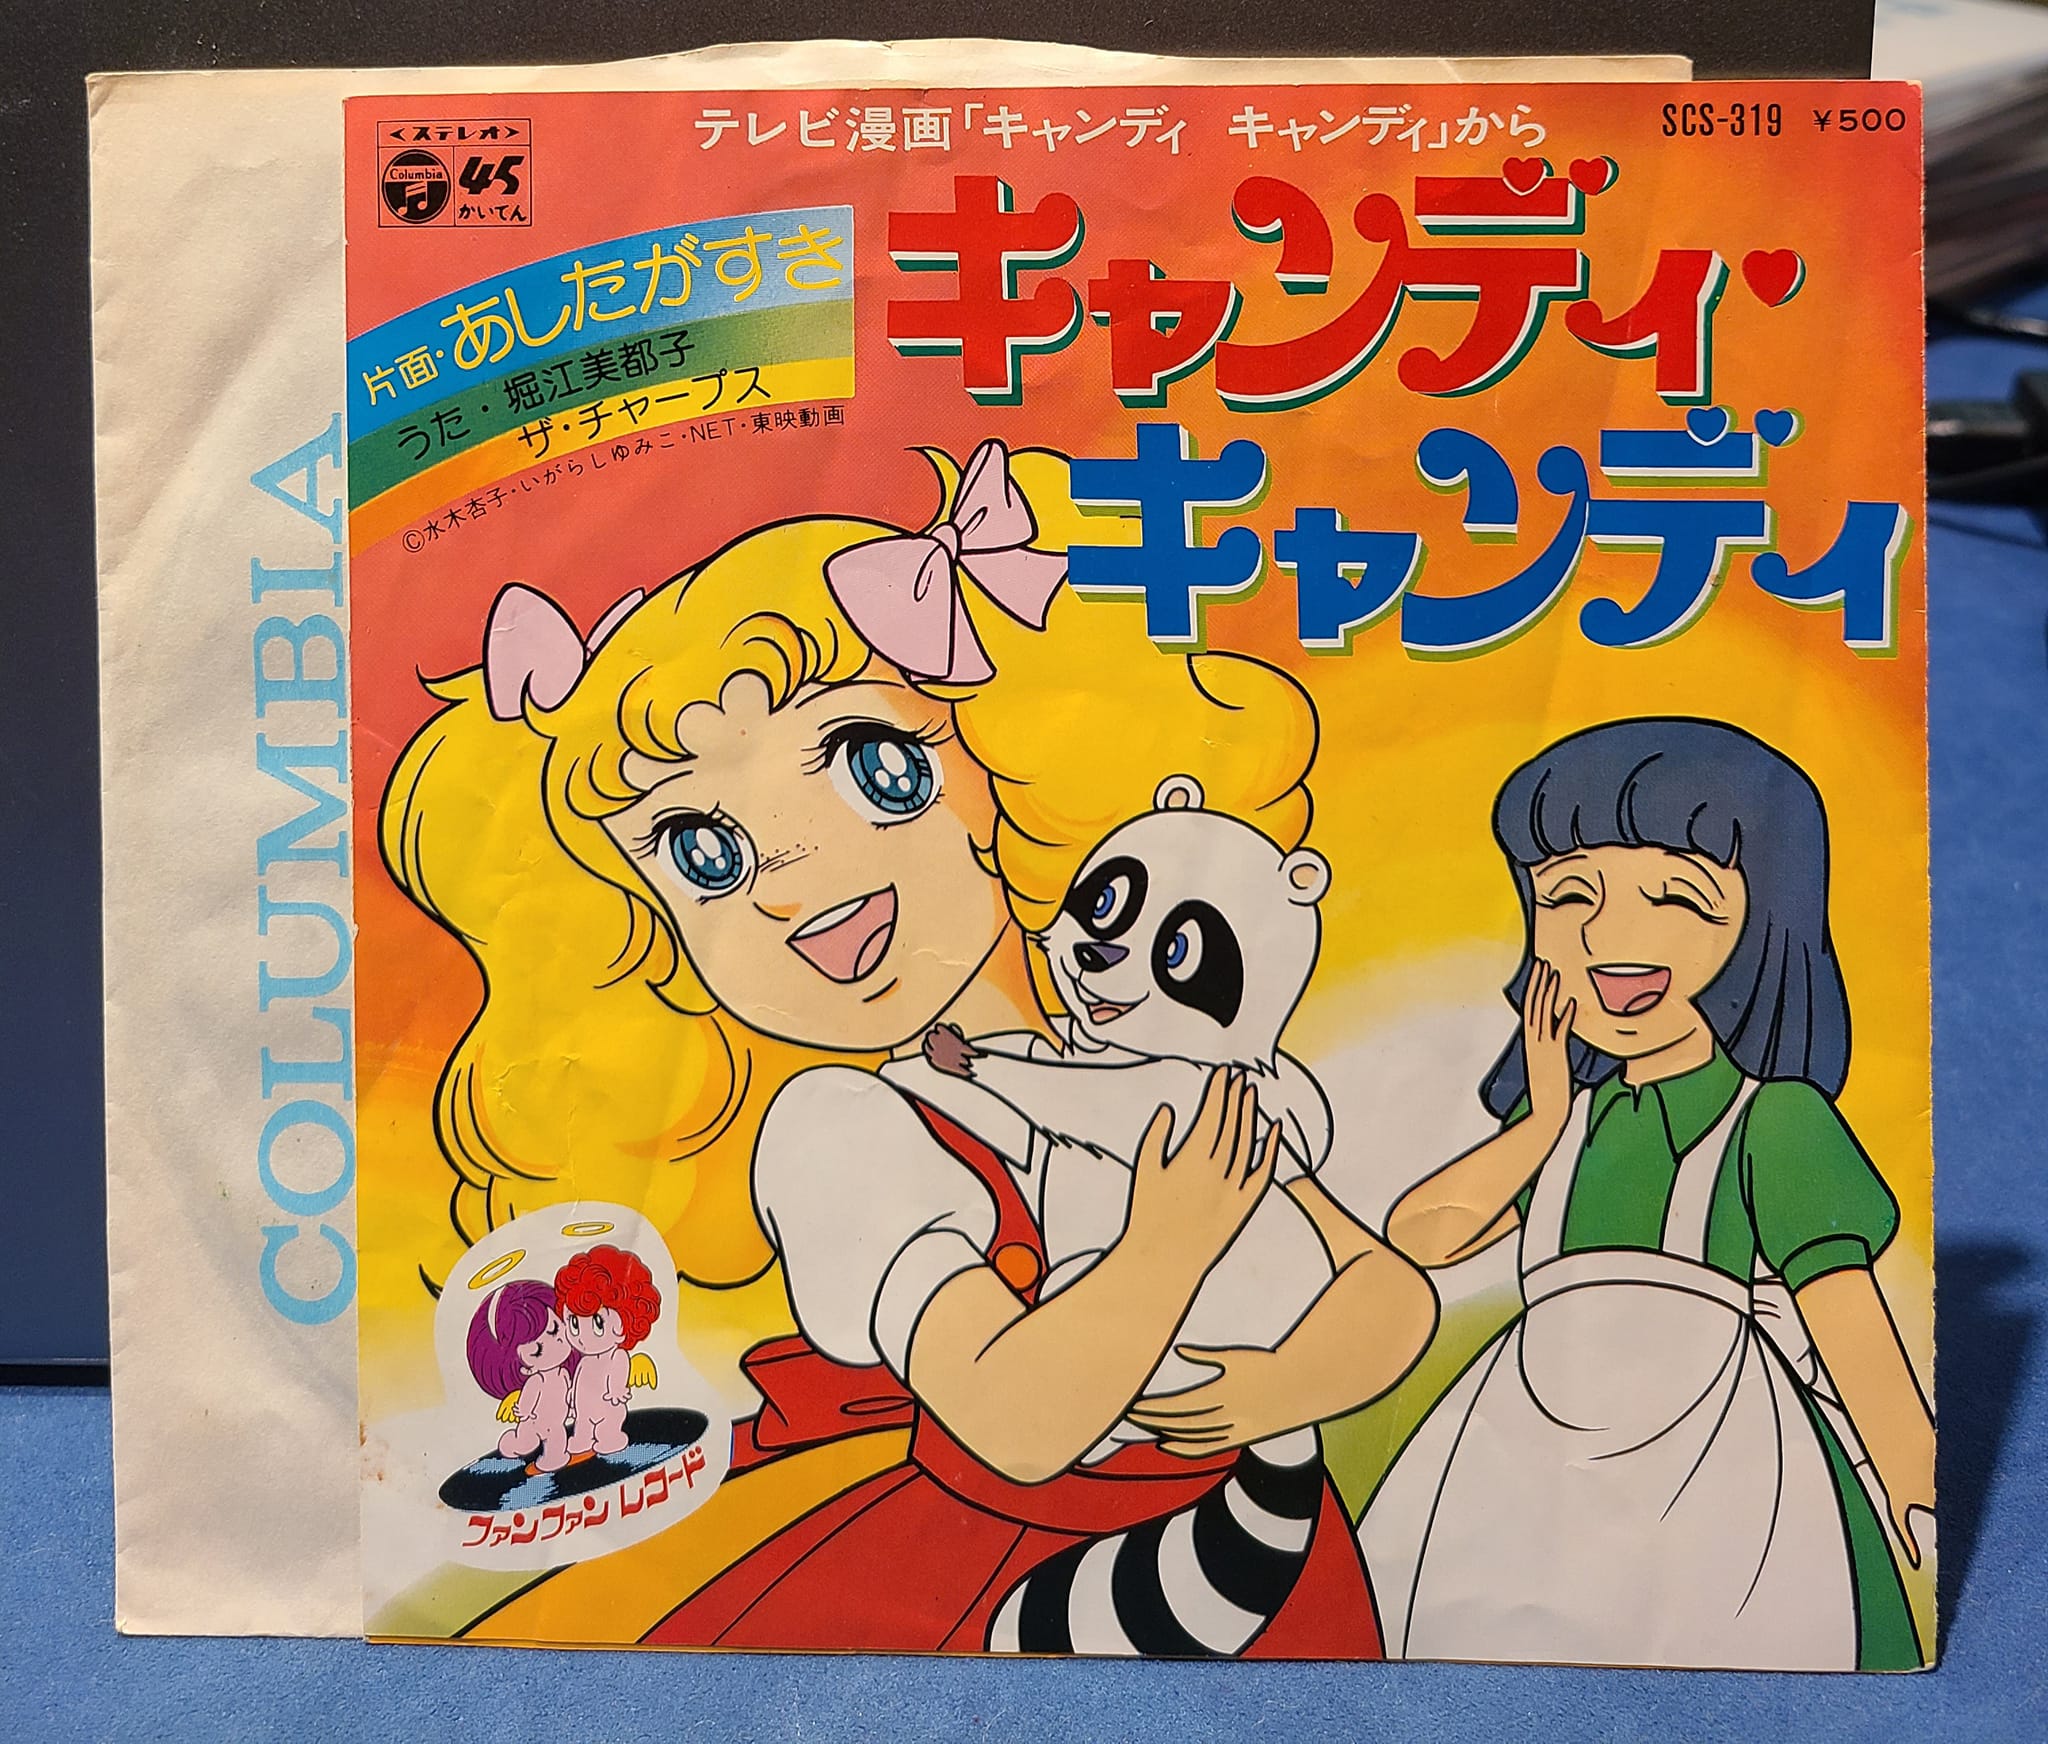 テレビ漫画「キャンディ キャンディ」から
SCS-319 ¥500
<ステレオ>
Columbia
45
かいてん
キャンディ・
キャンディ
片面・あしたがすき
うた・堀江美都子
ザ・チャープス
©水木杏子・いがらしゆみこ・NET・東映動画
COLUMBIA
ファンファンレコード